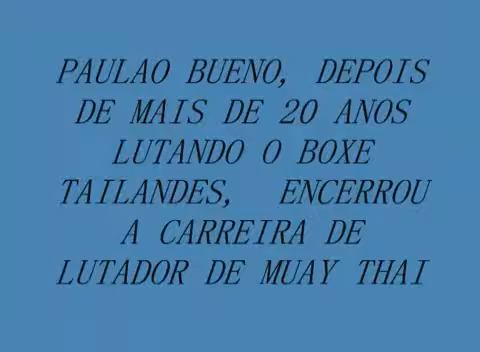 PAULAO BUENO, DEPOIS
DE MAIS DE 20 ANOS
LUTANDO O BOXE
TAILANDES, ENCERROU
A CARREIRA DE
LUTADOR DE MUAY THAI